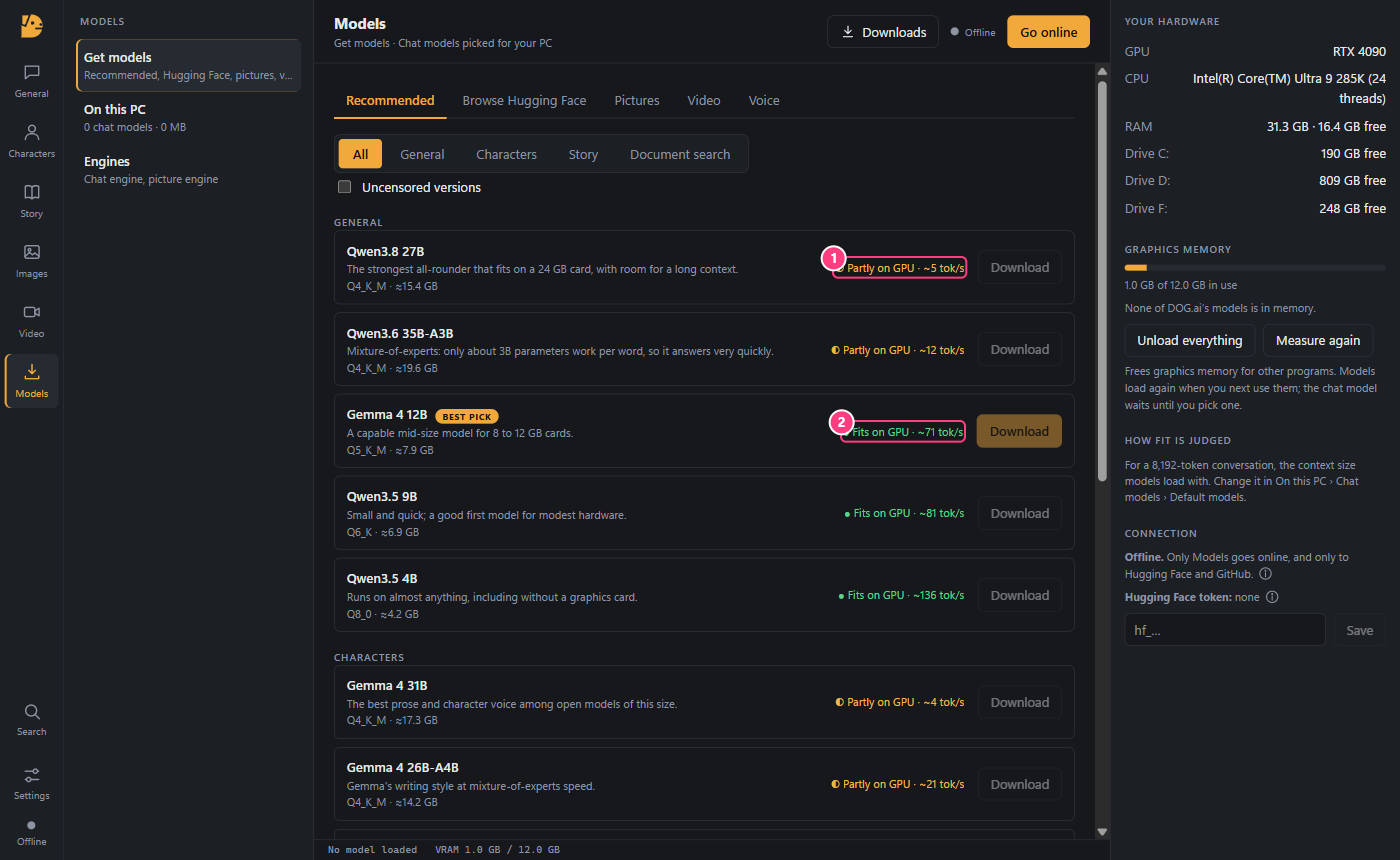 General
Characters
Story
Images
Video
Models
Search
Settings
Offline
MODELS
Get models
Recommended, Hugging Face, pictures, v...
On this PC
0 chat models · 0 MB
Engines
Chat engine, picture engine
Models
Get models · Chat models picked for your PC
Downloads
Offline
Go online
Recommended
Browse Hugging Face
Pictures
Video
Voice
All
General
Characters
Story
Document search
Uncensored versions
GENERAL
Qwen3.8 27B
The strongest all-rounder that fits on a 24 GB card, with room for a long context.
Q4_K_M · ≈15.4 GB
1
Partly on GPU · ~5 tok/s
Download
Qwen3.6 35B-A3B
Mixture-of-experts: only about 3B parameters work per word, so it answers very quickly.
Q4_K_M · ≈19.6 GB
Partly on GPU · ~12 tok/s
Download
Gemma 4 12B BEST PICK
A capable mid-size model for 8 to 12 GB cards.
Q5_K_M · ≈7.9 GB
2
Fits on GPU · ~71 tok/s
Download
Qwen3.5 9B
Small and quick; a good first model for modest hardware.
Q6_K · ≈6.9 GB
Fits on GPU · ~81 tok/s
Download
Qwen3.5 4B
Runs on almost anything, including without a graphics card.
Q8_0 · ≈4.2 GB
Fits on GPU · ~136 tok/s
Download
CHARACTERS
Gemma 4 31B
The best prose and character voice among open models of this size.
Q4_K_M · ≈17.3 GB
Partly on GPU · ~4 tok/s
Download
Gemma 4 26B-A4B
Gemma's writing style at mixture-of-experts speed.
Q4_K_M · ≈14.2 GB
Partly on GPU · ~21 tok/s
Download
No model loaded VRAM 1.0 GB / 12.0 GB
YOUR HARDWARE
GPU RTX 4090
CPU Intel(R) Core(TM) Ultra 9 285K (24
threads)
RAM 31.3 GB · 16.4 GB free
Drive C: 190 GB free
Drive D: 809 GB free
Drive F: 248 GB free
GRAPHICS MEMORY
1.0 GB of 12.0 GB in use
None of DOG.ai's models is in memory.
Unload everything
Measure again
Frees graphics memory for other programs. Models
load again when you next use them; the chat model
waits until you pick one.
HOW FIT IS JUDGED
For a 8,192-token conversation, the context size
models load with. Change it in On this PC › Chat
models › Default models.
CONNECTION
Offline. Only Models goes online, and only to
Hugging Face and GitHub.
Hugging Face token: none
hf_...
Save